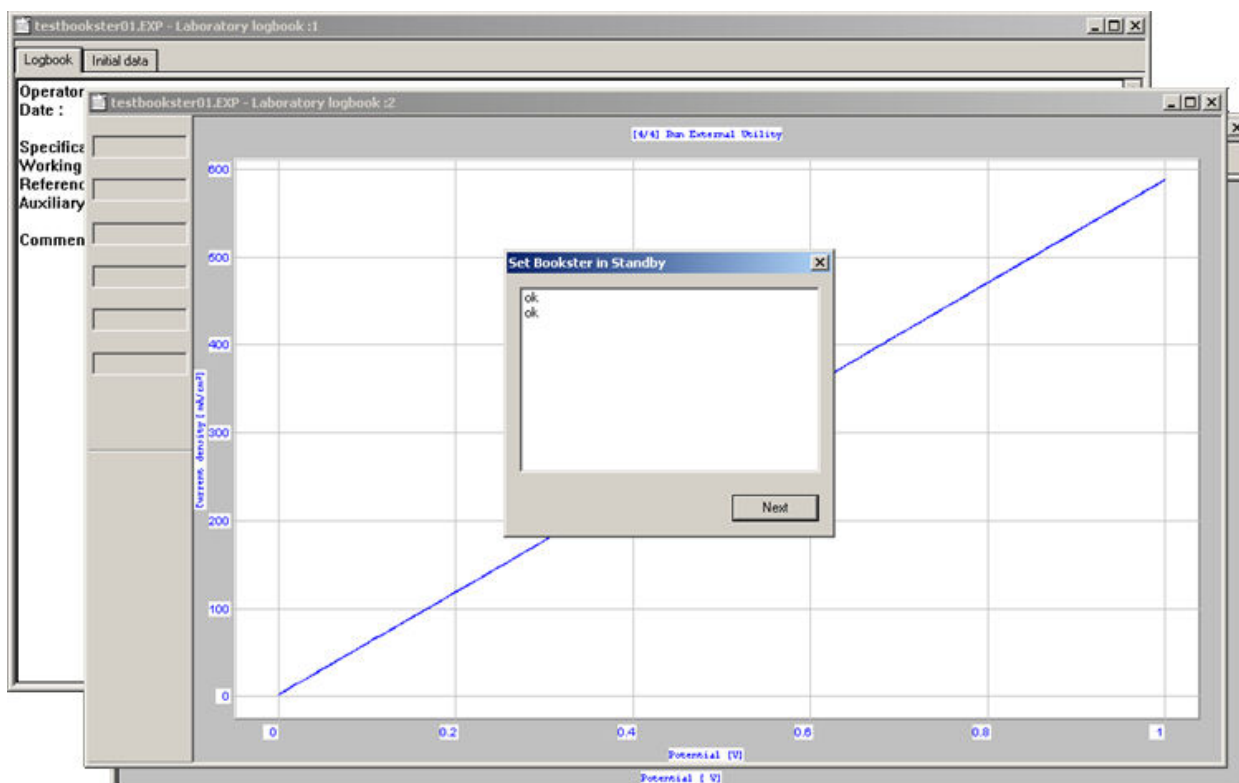 testbookster01.EXP - Laboratory logbook :1
Logbook Initial data
Operator
Date :
Specifica
Working
Referenc
Auxiliary
Commen
testbookster01.EXP - Laboratory logbook :2
[4/4] Run External Utility
600
500
400
300
200
100
0
Current density [ mA/cm²]
0 0.2 0.4 0.6 0.8 1
Potential [V]
Set Bookster in Standby
ok
ok
Next
Potential [ V]